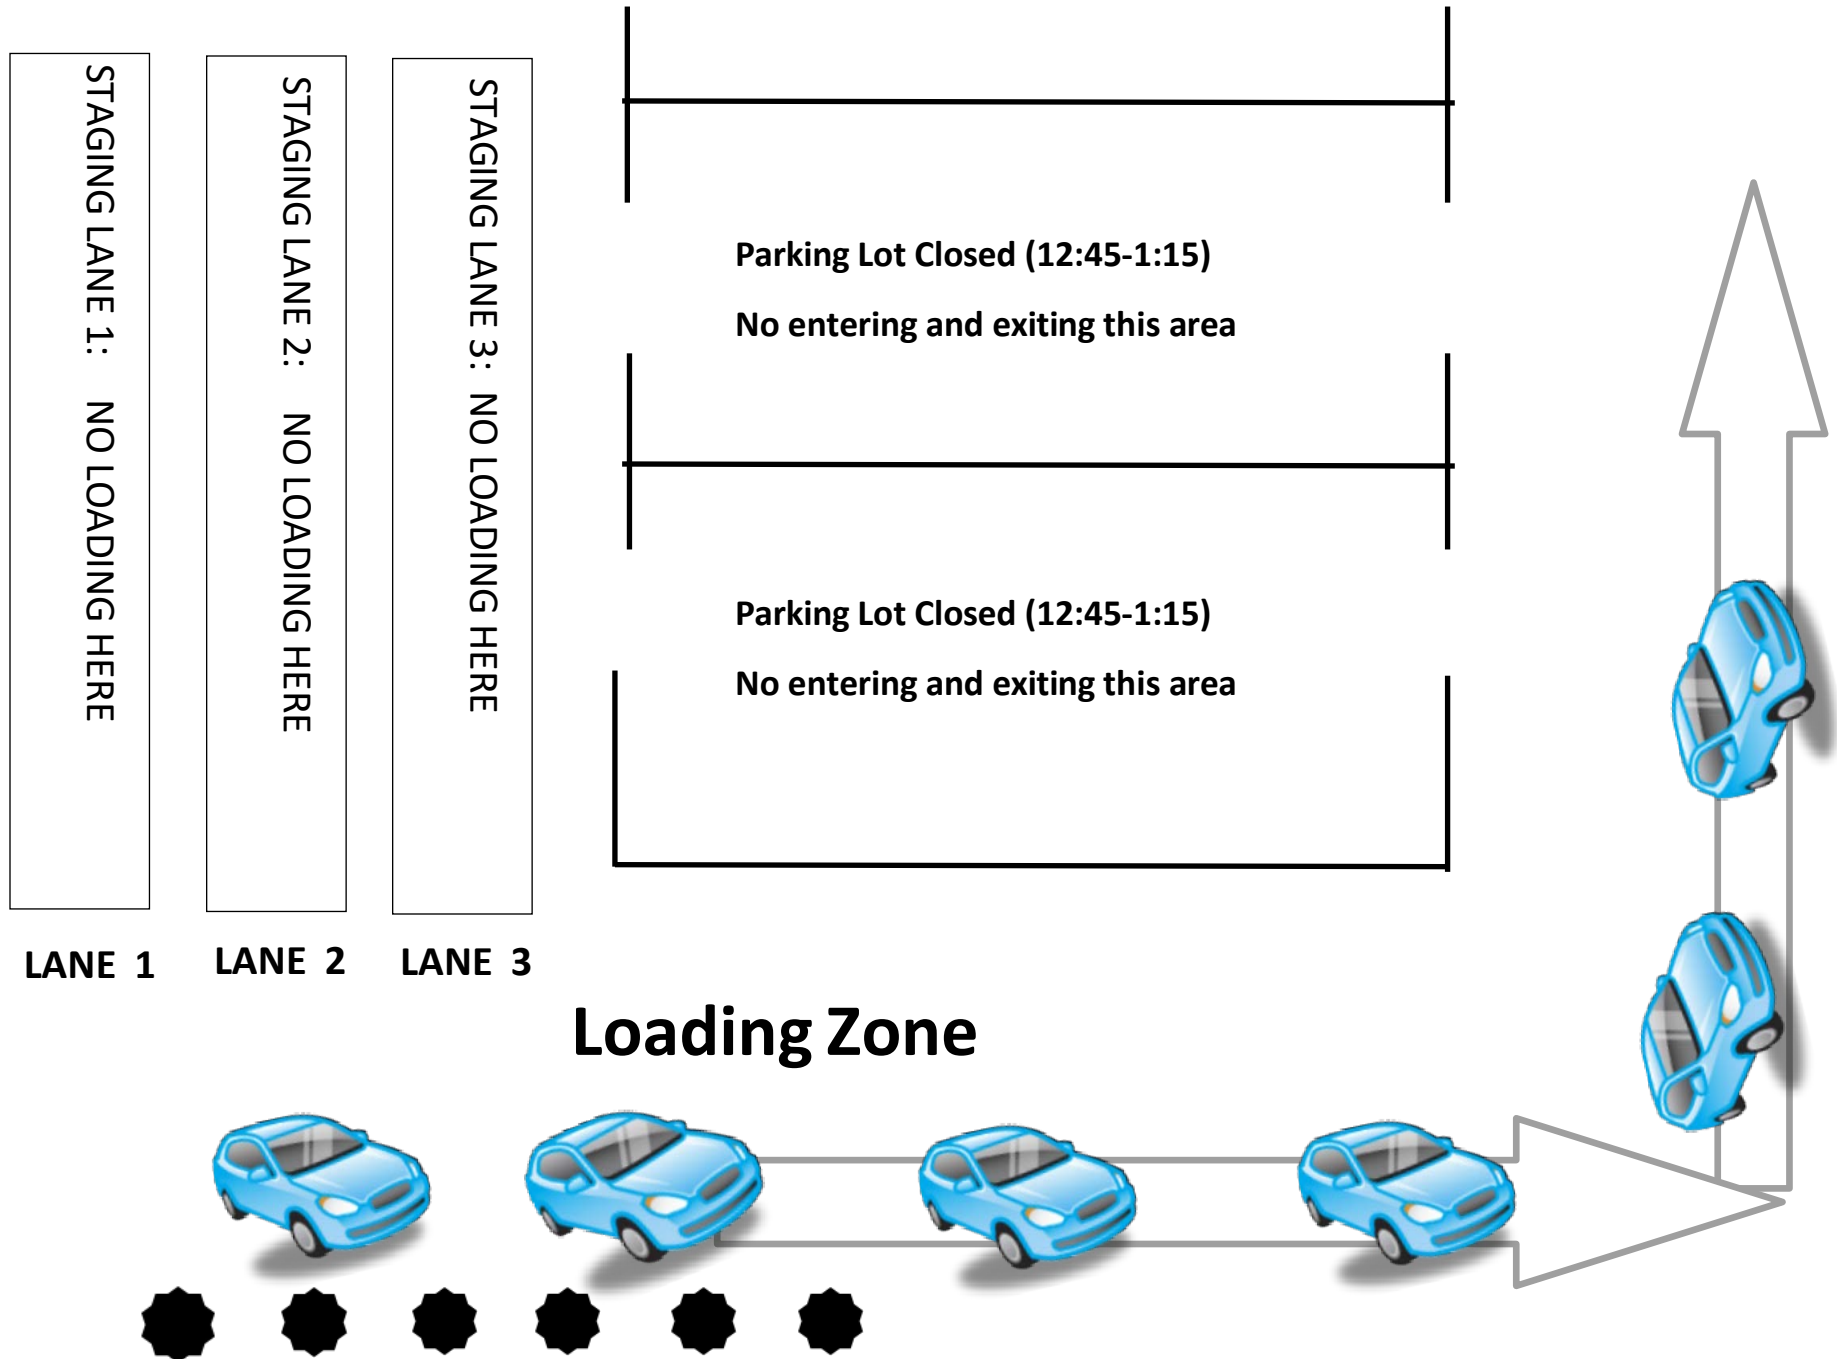 STAGING LANE 1: NO LOADING HERE
STAGING LANE 2: NO LOADING HERE
STAGING LANE 3: NO LOADING HERE
Parking Lot Closed (12:45-1:15)
No entering and exiting this area
Parking Lot Closed (12:45-1:15)
No entering and exiting this area
LANE 1
LANE 2
LANE 3
Loading Zone